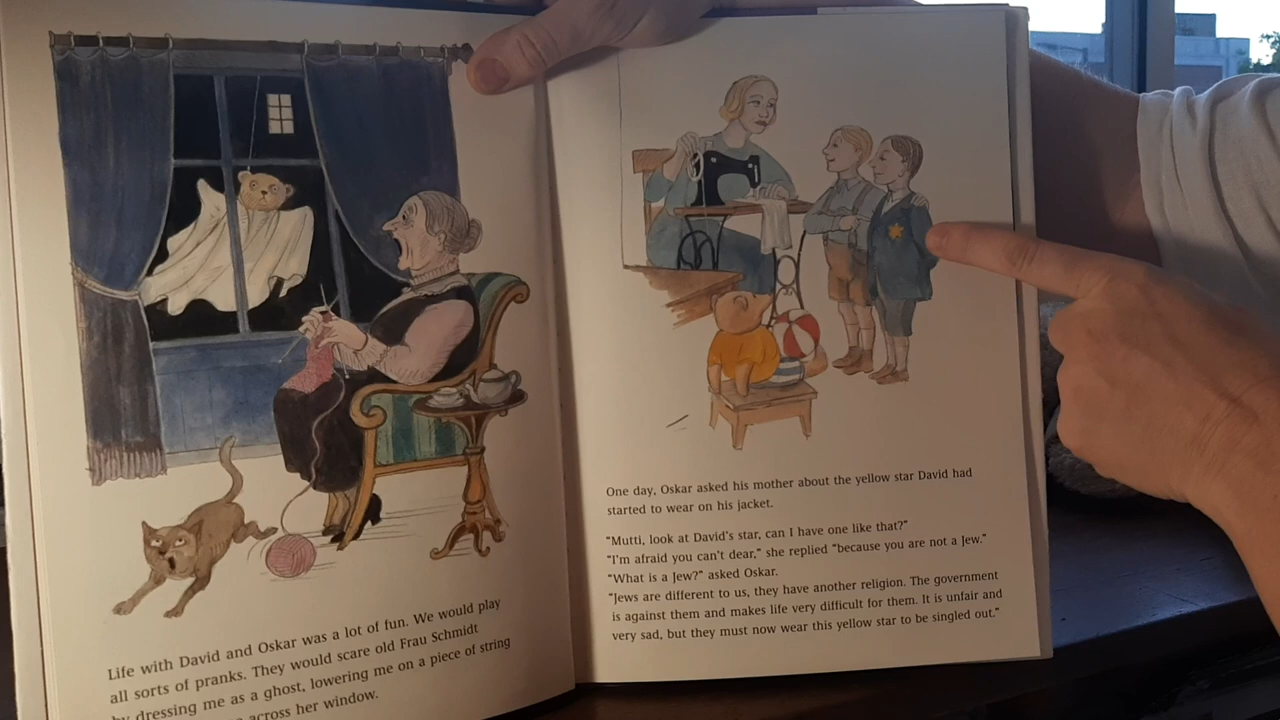 Life with David and Oskar was a lot of fun. We would play
all sorts of pranks. They would scare old Frau Schmidt
by dressing me as a ghost, lowering me on a piece of string
across her window.
One day, Oskar asked his mother about the yellow star David had
started to wear on his jacket.
"Mutti, look at David's star, can I have one like that?"
"I'm afraid you can't dear," she replied "because you are not a Jew."
"What is a Jew?" asked Oskar.
"Jews are different to us, they have another religion. The government
is against them and makes life very difficult for them. It is unfair and
very sad, but they must now wear this yellow star to be singled out."